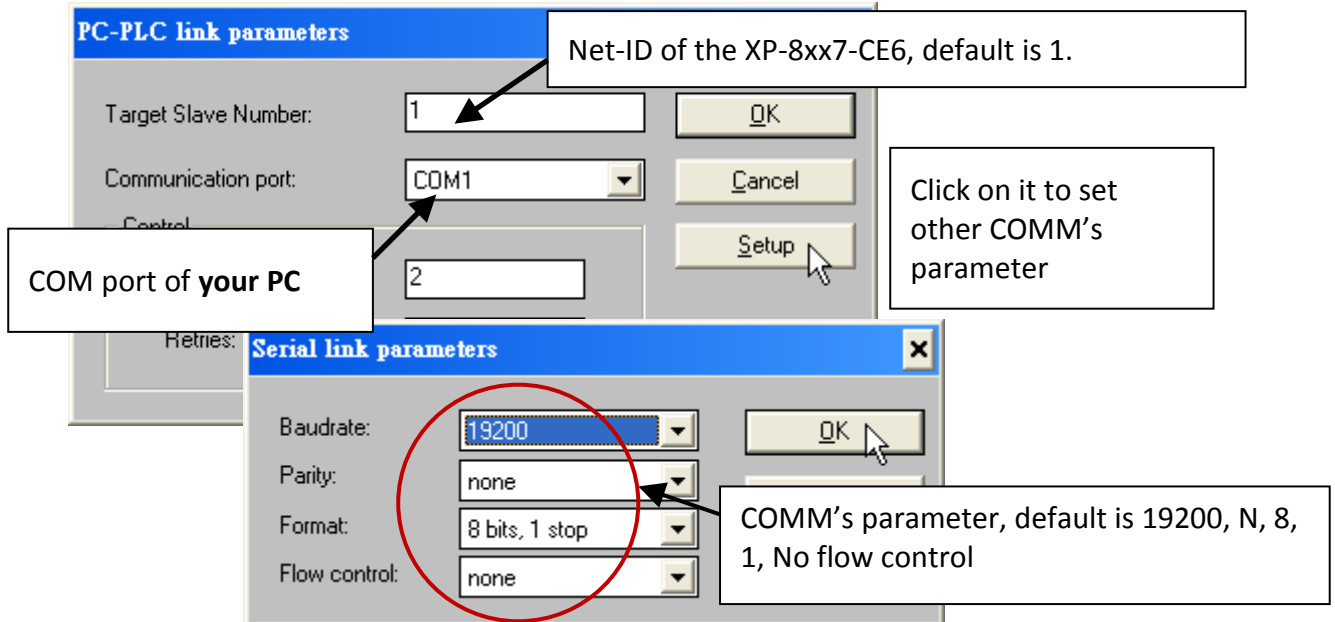 PC-PLC link parameters
Net-ID of the XP-8xx7-CE6, default is 1.
Target Slave Number:
1
OK
Communication port:
COM1
Cancel
Click on it to set
other COMM's
parameter
Control
Setup
COM port of your PC
2
Retries:
Serial link parameters
Baudrate:
19200
OK
Parity:
none
COMM's parameter, default is 19200, N, 8,
1, No flow control
Format:
8 bits, 1 stop
Flow control:
none